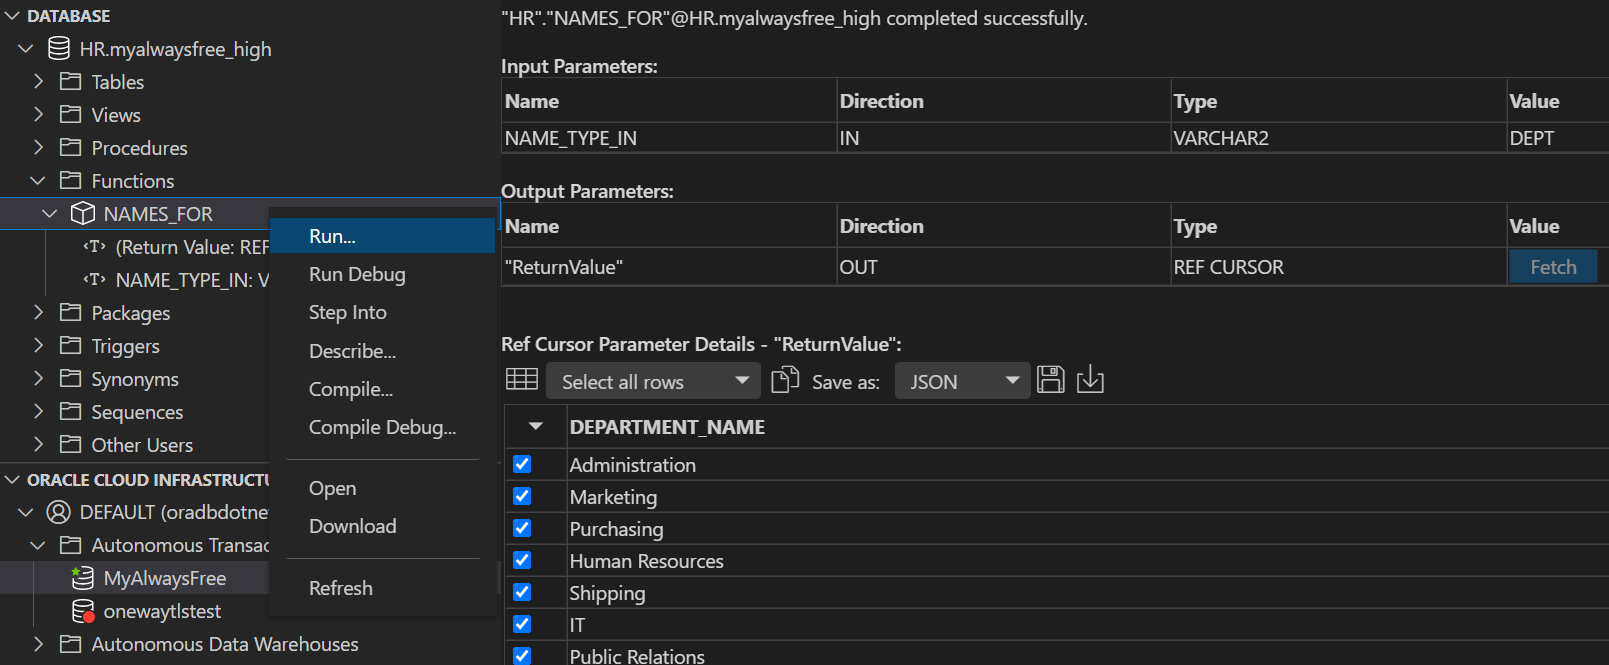 DATABASE
HR.myalwaysfree_high
Tables
Views
Procedures
Functions
NAMES_FOR
(Return Value: REF
NAME_TYPE_IN: V
Packages
Triggers
Synonyms
Sequences
Other Users
ORACLE CLOUD INFRASTRUCTU
DEFAULT (oradbdotne
Autonomous Transac
MyAlwaysFree
onewaytlstest
Autonomous Data Warehouses
Run...
Run Debug
Step Into
Describe...
Compile...
Compile Debug...
Open
Download
Refresh
"HR"."NAMES_FOR"@HR.myalwaysfree_high completed successfully.
Input Parameters:
Name Direction Type Value
NAME_TYPE_IN IN VARCHAR2 DEPT
Output Parameters:
Name Direction Type Value
"ReturnValue" OUT REF CURSOR Fetch
Ref Cursor Parameter Details - "ReturnValue":
Select all rows Save as: JSON
DEPARTMENT_NAME
Administration
Marketing
Purchasing
Human Resources
Shipping
IT
Public Relations